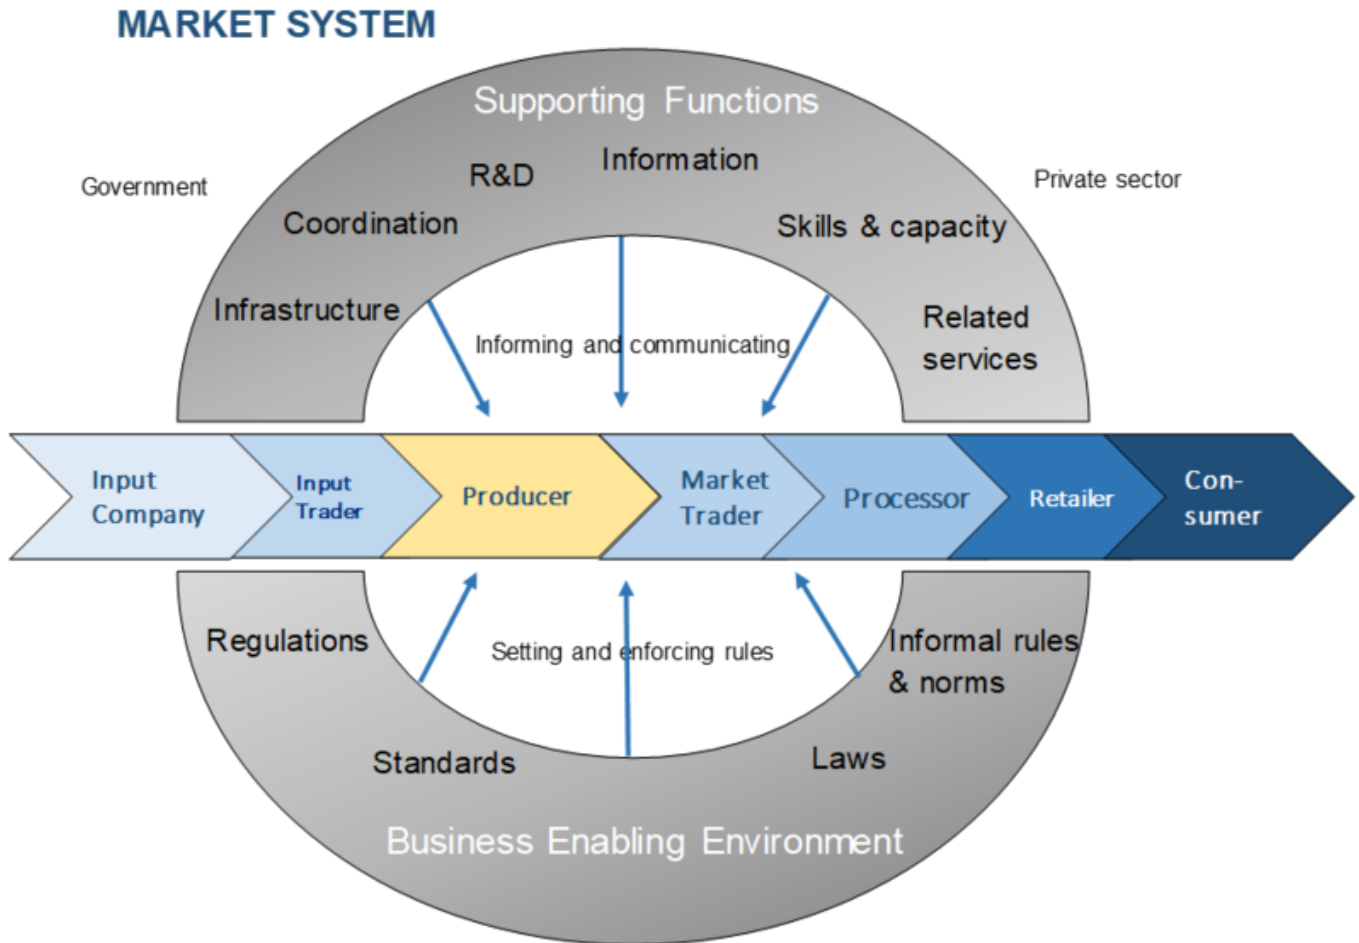 MARKET SYSTEM
Supporting Functions
Information
R&D
Government
Private sector
Coordination
Skills & capacity
Infrastructure
Related
services
Informing and communicating
Input
Company
Input
Trader
Producer
Market
Trader
Processor
Retailer
Con-
sumer
Regulations
Setting and enforcing rules
Informal rules
& norms
Standards
Laws
Business Enabling Environment